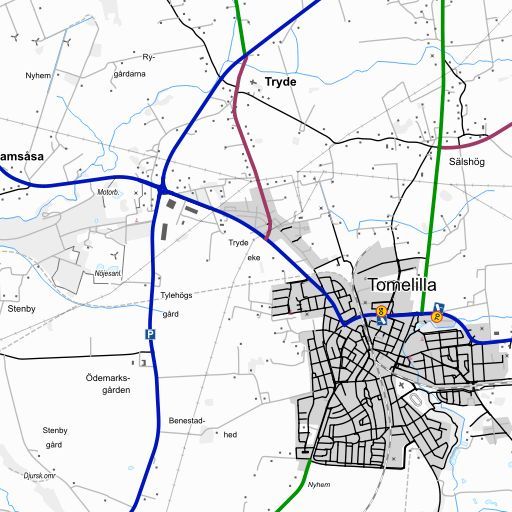 Nyhem
Ry-
gårdarna
Tryde
amsåsa
Motorb.
Sälshög
Tryde
eke
Nöjesanl.
Tomelilla
Stenby
Tylehögs
gård
P
Ödemarks-
gården
Benestad-
hed
Stenby
gård
Djursk.omr
Nyhem